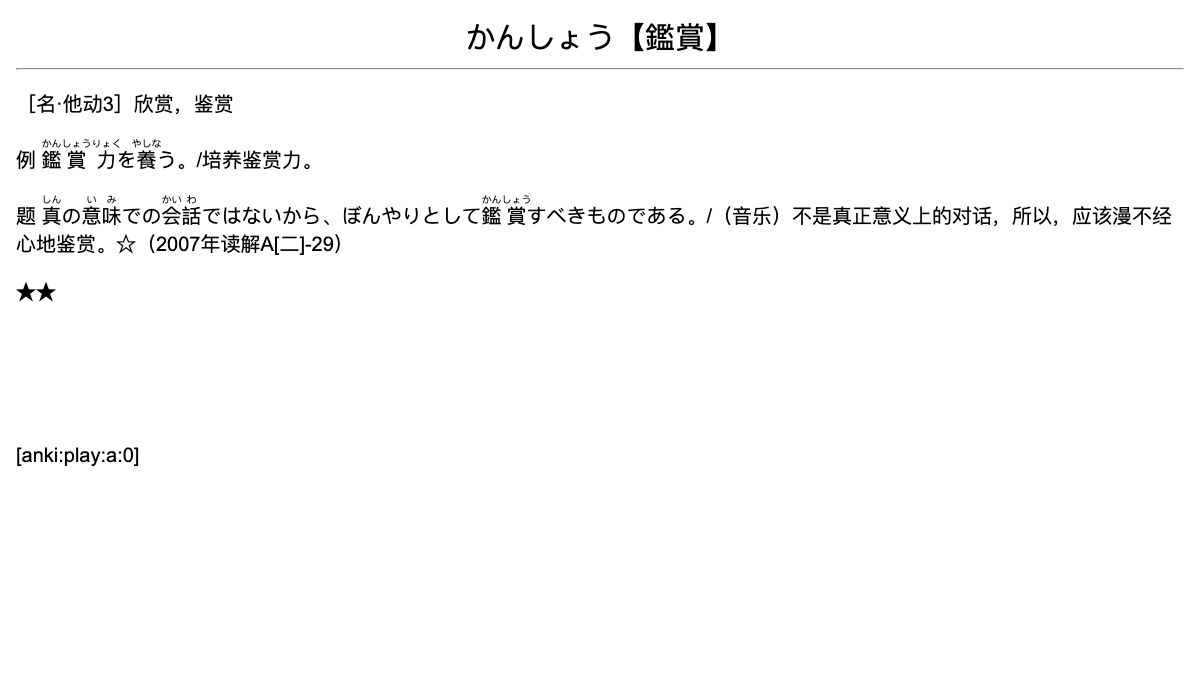 かんしょう【鑑賞】
［名·他动3］欣赏，鉴赏
例 鑑賞力を養う。/培养鉴赏力。
题 真の意味での会話ではないから、ぼんやりとして鑑賞すべきものである。/（音乐）不是真正意义上的对话，所以，应该漫不经
心地鉴赏。☆（2007年读解A[二]-29）
★★
[anki:play:a:0]